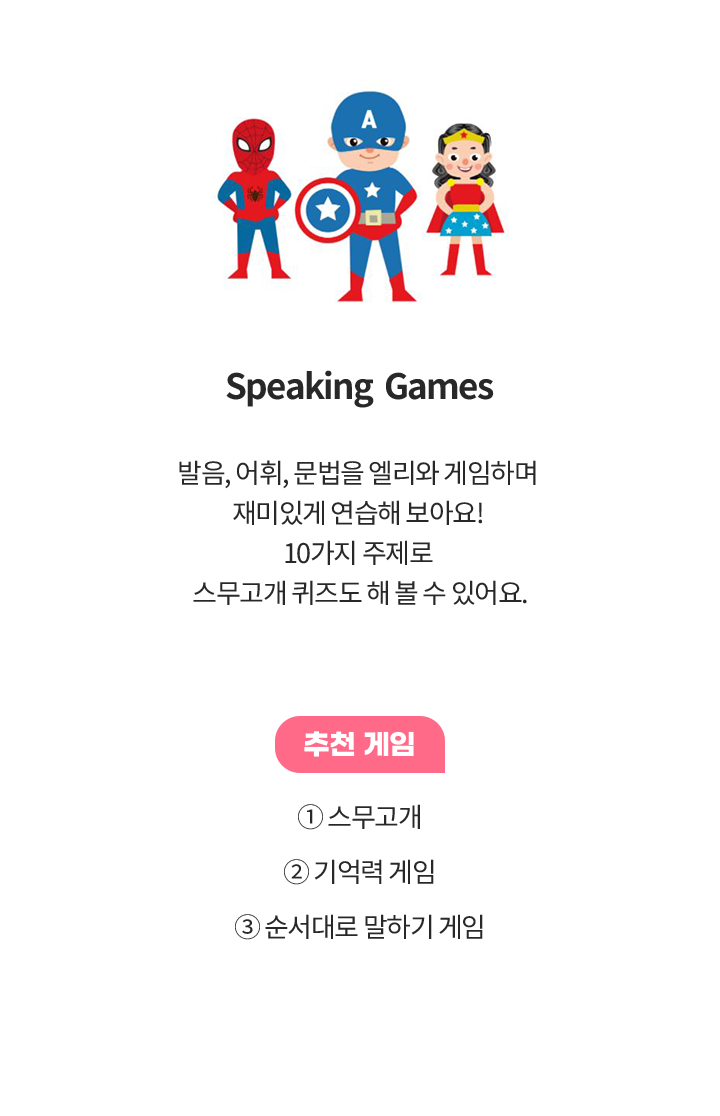 A
Speaking Games
발음, 어휘, 문법을 엘리와 게임하며
재미있게 연습해 보아요!
10가지 주제로
스무고개 퀴즈도 해 볼 수 있어요.
추천 게임
① 스무고개
② 기억력 게임
③ 순서대로 말하기 게임